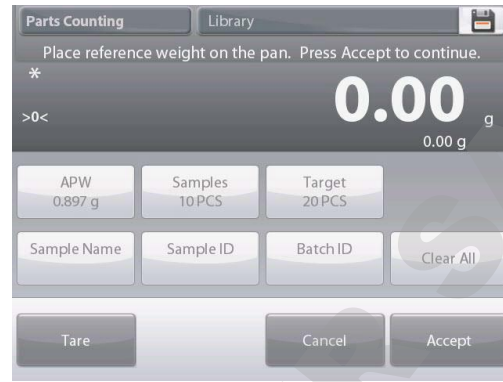 Parts Counting Library
Place reference weight on the pan. Press Accept to continue.
*
>0<
0.00 g
0.00 g
APW Samples Target
0.897 g 10 PCS 20 PCS
Sample Name Sample ID Batch ID Clear All
Tare Cancel Accept